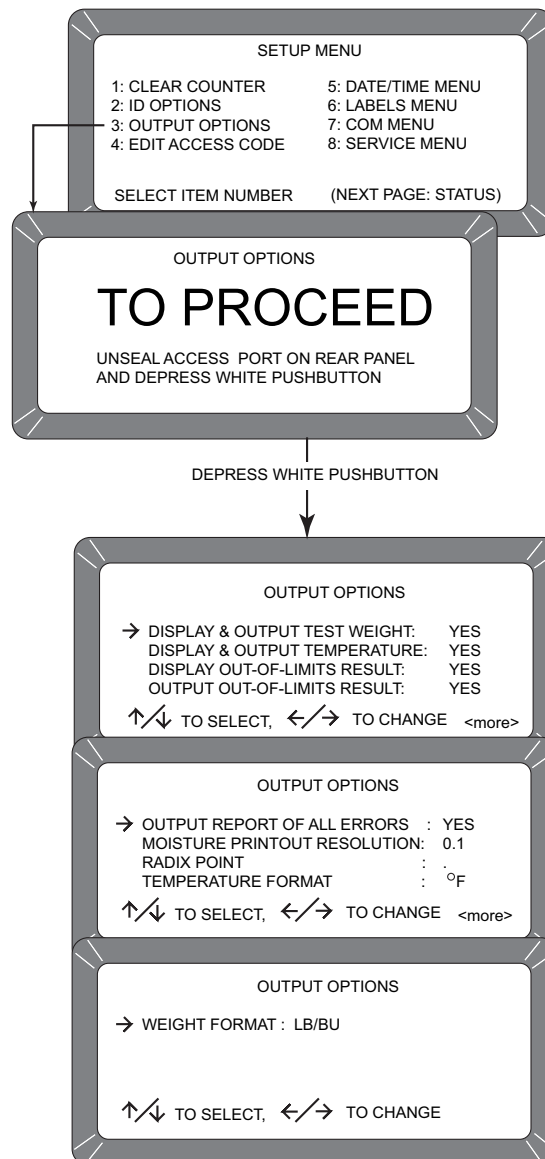 SETUP MENU
1: CLEAR COUNTER 5: DATE/TIME MENU
2: ID OPTIONS 6: LABELS MENU
3: OUTPUT OPTIONS 7: COM MENU
4: EDIT ACCESS CODE 8: SERVICE MENU
SELECT ITEM NUMBER (NEXT PAGE: STATUS)
OUTPUT OPTIONS
TO PROCEED
UNSEAL ACCESS PORT ON REAR PANEL
AND DEPRESS WHITE PUSHBUTTON
DEPRESS WHITE PUSHBUTTON
OUTPUT OPTIONS
→ DISPLAY & OUTPUT TEST WEIGHT: YES
DISPLAY & OUTPUT TEMPERATURE: YES
DISPLAY OUT-OF-LIMITS RESULT: YES
OUTPUT OUT-OF-LIMITS RESULT: YES
↑/↓ TO SELECT, ←/→ TO CHANGE <more>
OUTPUT OPTIONS
→ OUTPUT REPORT OF ALL ERRORS : YES
MOISTURE PRINTOUT RESOLUTION: 0.1
RADIX POINT : .
TEMPERATURE FORMAT : °F
↑/↓ TO SELECT, ←/→ TO CHANGE <more>
OUTPUT OPTIONS
→ WEIGHT FORMAT : LB/BU
↑/↓ TO SELECT, ←/→ TO CHANGE